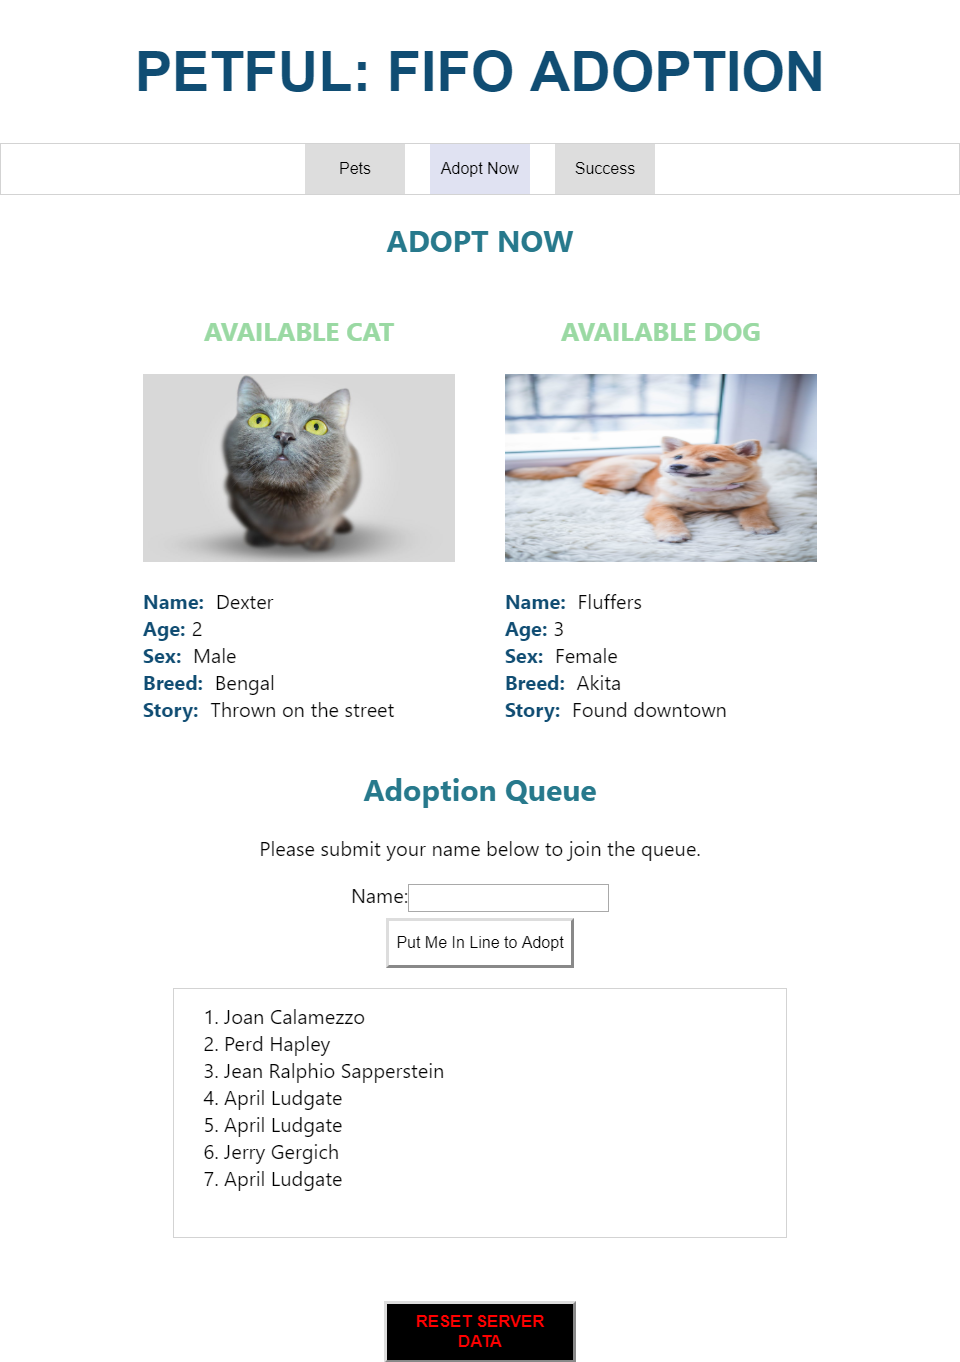 PETFUL: FIFO ADOPTION
Pets
Adopt Now
Success
ADOPT NOW
AVAILABLE CAT
Name: Dexter
Age: 2
Sex: Male
Breed: Bengal
Story: Thrown on the street
AVAILABLE DOG
Name: Fluffers
Age: 3
Sex: Female
Breed: Akita
Story: Found downtown
Adoption Queue
Please submit your name below to join the queue.
Name:
Put Me In Line to Adopt
1. Joan Calamezzo
2. Perd Hapley
3. Jean Ralphio Sapperstein
4. April Ludgate
5. April Ludgate
6. Jerry Gergich
7. April Ludgate
RESET SERVER
DATA